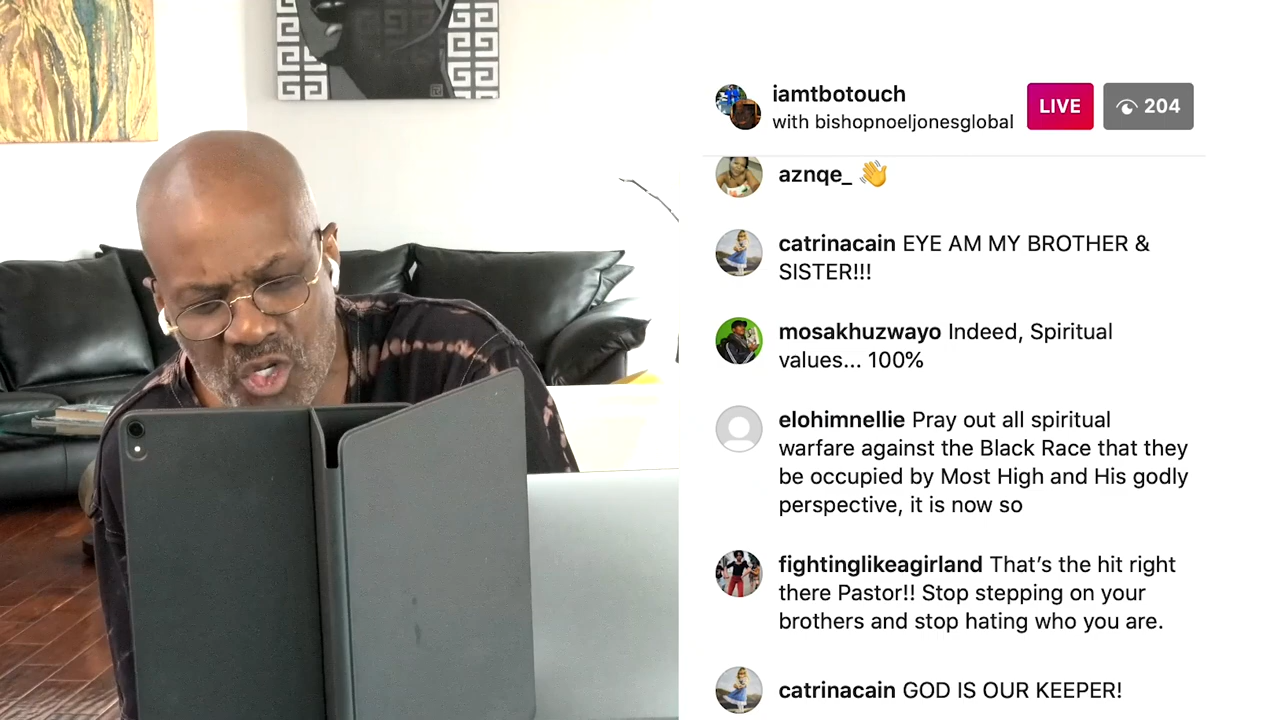 iamtbotouch
with bishopnoeljonesglobal
LIVE
204
aznqe_ 👋
catrinacain EYE AM MY BROTHER &
SISTER!!!
mosakhuzwayo Indeed, Spiritual
values... 100%
elohimnellie Pray out all spiritual
warfare against the Black Race that they
be occupied by Most High and His godly
perspective, it is now so
fightinglikeagirland That's the hit right
there Pastor!! Stop stepping on your
brothers and stop hating who you are.
catrinacain GOD IS OUR KEEPER!